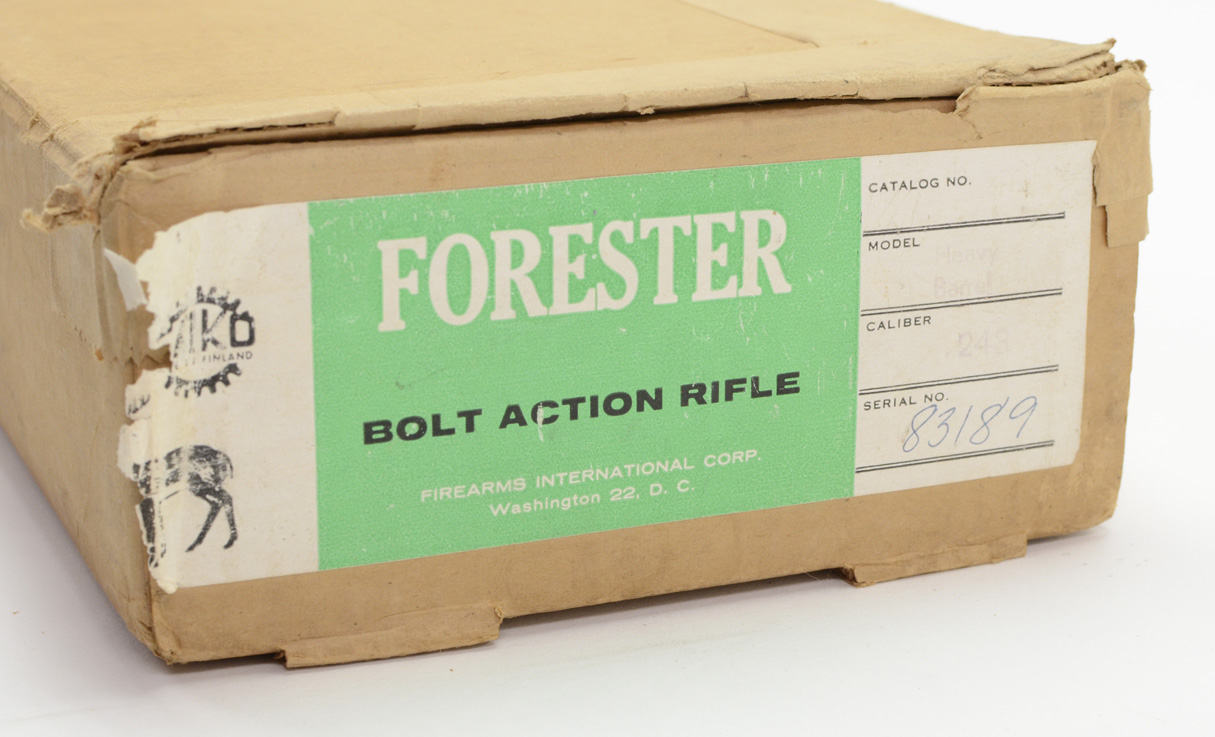 FINLAND
FORESTER
BOLT ACTION RIFLE
FIREARMS INTERNATIONAL CORP.
Washington 22, D. C.
CATALOG NO.
MODEL
Heavy
Barrel
CALIBER
243
SERIAL NO.
83189